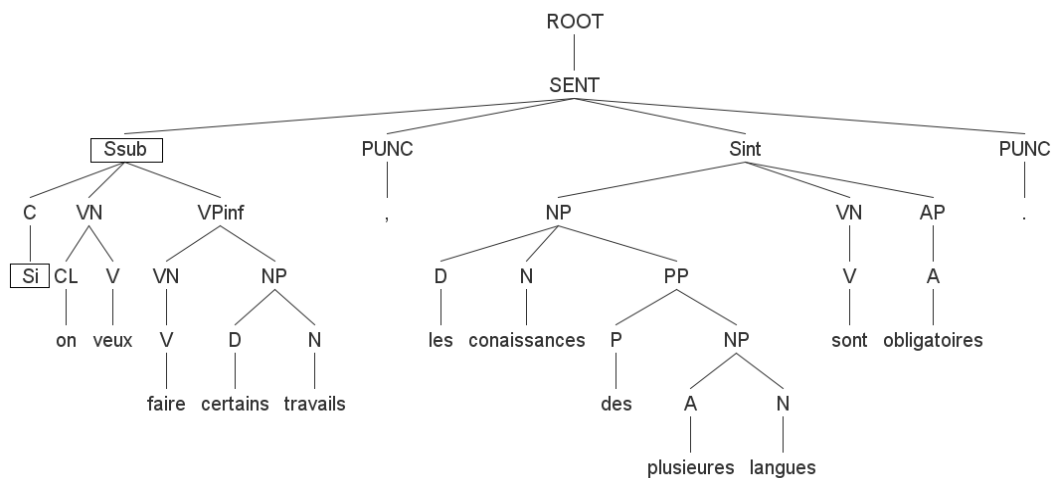 ROOT
SENT
Ssub PUNC Sint PUNC
C VN VPinf , NP VN AP .
Si CL V VN NP D N PP V A
on veux V D N les conaissances P NP sont obligatoires
faire certains travails des A N
plusieures langues